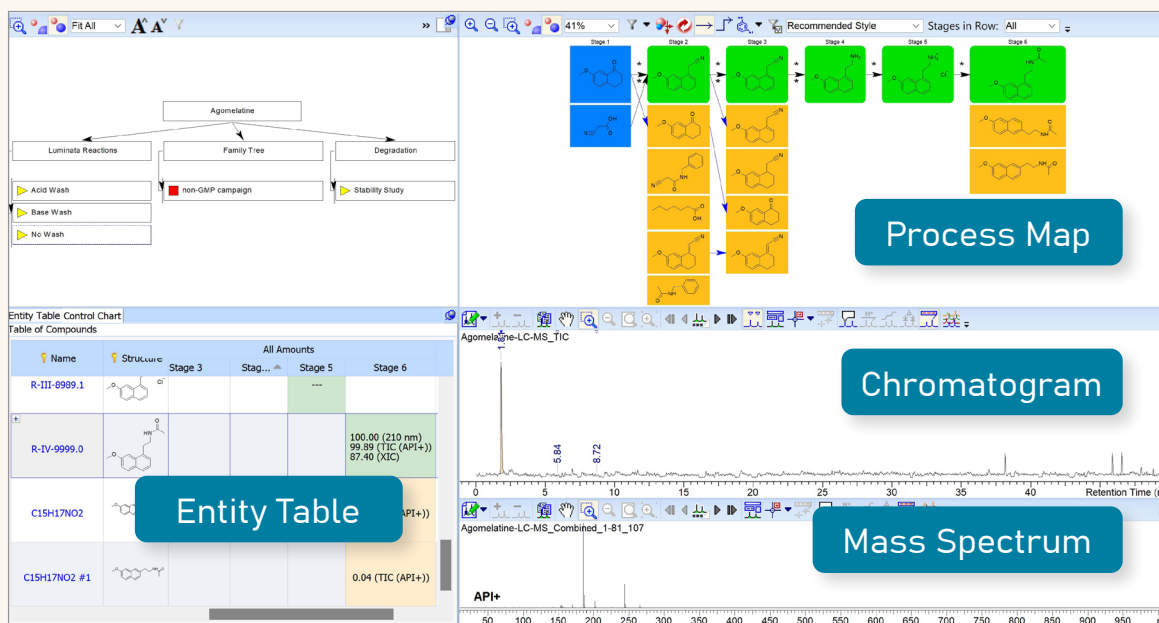 Fit All
A A
»
Agomelatine
Luminata Reactions
Family Tree
Degradation
Acid Wash
non-GMP campaign
Stability Study
Base Wash
No Wash
41%
Recommended Style
Stages in Row: All
Stage 1
Stage 2
Stage 3
Stage 4
Stage 5
Stage 6
Process Map
Entity Table Control Chart
Table of Compounds
Name
Structure
All Amounts
Stage 3
Stag...
Stage 5
Stage 6
R-III-8989.1
---
R-IV-9999.0
100.00 (210 nm)
99.89 (TIC (API+))
87.40 (XIC)
C15H17NO2
API+))
C15H17NO2 #1
0.04 (TIC (API+))
Entity Table
Agomelatine-LC-MS_TIC
5.84
8.72
Chromatogram
0 5 10 15 20 25 30 35 40
Retention Time
Agomelatine-LC-MS_Combined_1-81_107
Mass Spectrum
API+
50 100 150 200 250 300 350 400 450 500 550 600 650 700 750 800 850 900 950